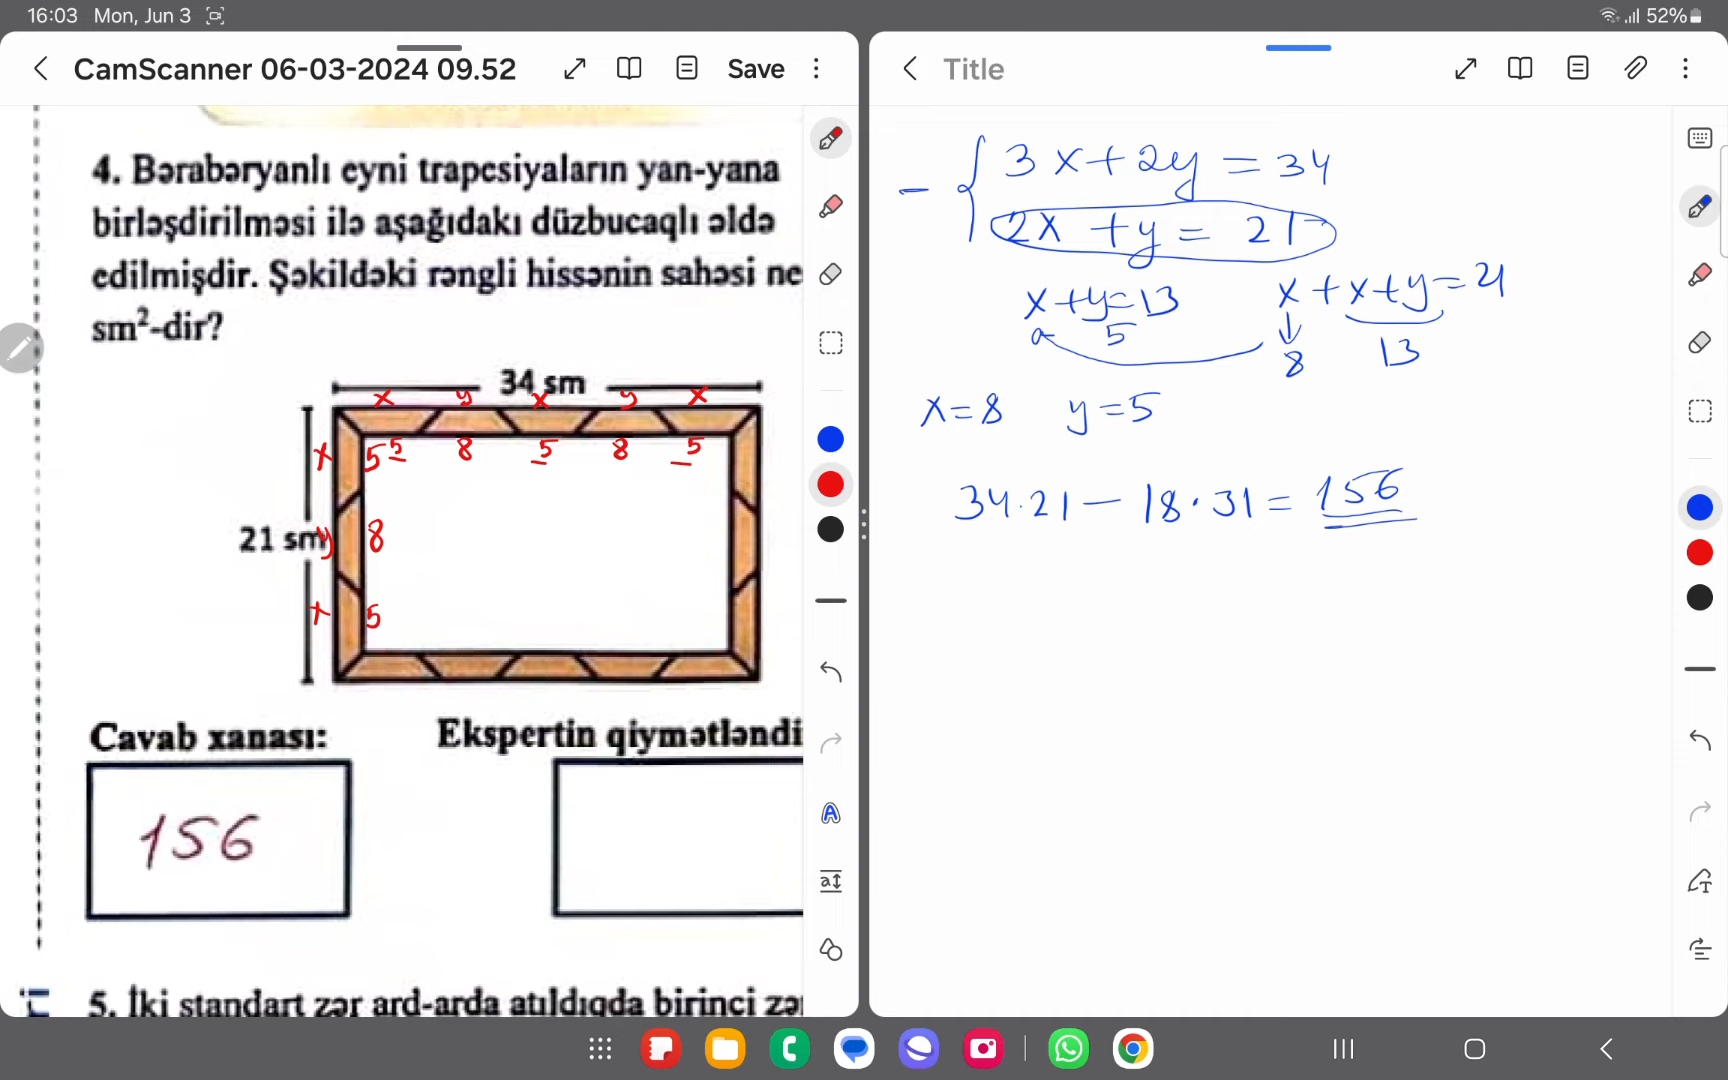 16:03 Mon, Jun 3
52%
CamScanner 06-03-2024 09.52
Save
4. Bərabəryanlı eyni trapesiyaların yan-yana
birləşdirilməsi ilə aşağıdakı düzbucaqlı əldə
edilmişdir. Şəkildəki rəngli hissənin sahəsi ne
sm²-dir?
34 sm
x y x y x
x 5 5 8 5 8 5
21 sm y 8
x 5
Cavab xanası:
Ekspertin qiymətləndi
156
5. İki standart zər ard-arda atıldıqda birinci zə
Title
- { 3x+2y=34
2x +y = 21
x+y=13
x+x+y=21
5
8
13
x=8 y=5
34·21 − 18·31 = 156